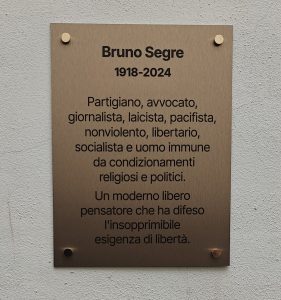 Bruno Segre
1918-2024
Partigiano, avvocato,
giornalista, laicista, pacifista,
nonviolento, libertario,
socialista e uomo immune
da condizionamenti
religiosi e politici.
Un moderno libero
pensatore che ha difeso
l'insopprimibile
esigenza di libertà.